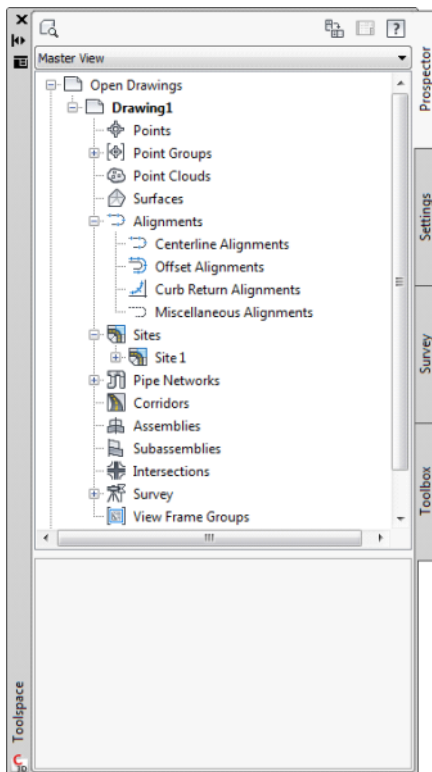 Master View
Open Drawings
Drawing1
Points
Point Groups
Point Clouds
Surfaces
Alignments
Centerline Alignments
Offset Alignments
Curb Return Alignments
Miscellaneous Alignments
Sites
Site 1
Pipe Networks
Corridors
Assemblies
Subassemblies
Intersections
Survey
View Frame Groups
Prospector
Settings
Survey
Toolbox
Toolspace
C 3D